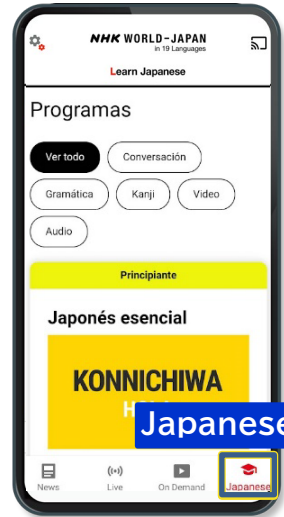 NHK WORLD-JAPAN
in 19 Languages
Learn Japanese
Programas
Ver todo
Conversación
Gramática
Kanji
Video
Audio
Principiante
Japonés esencial
KONNICHIWA
Japanese
News
Live
On Demand
Japanese